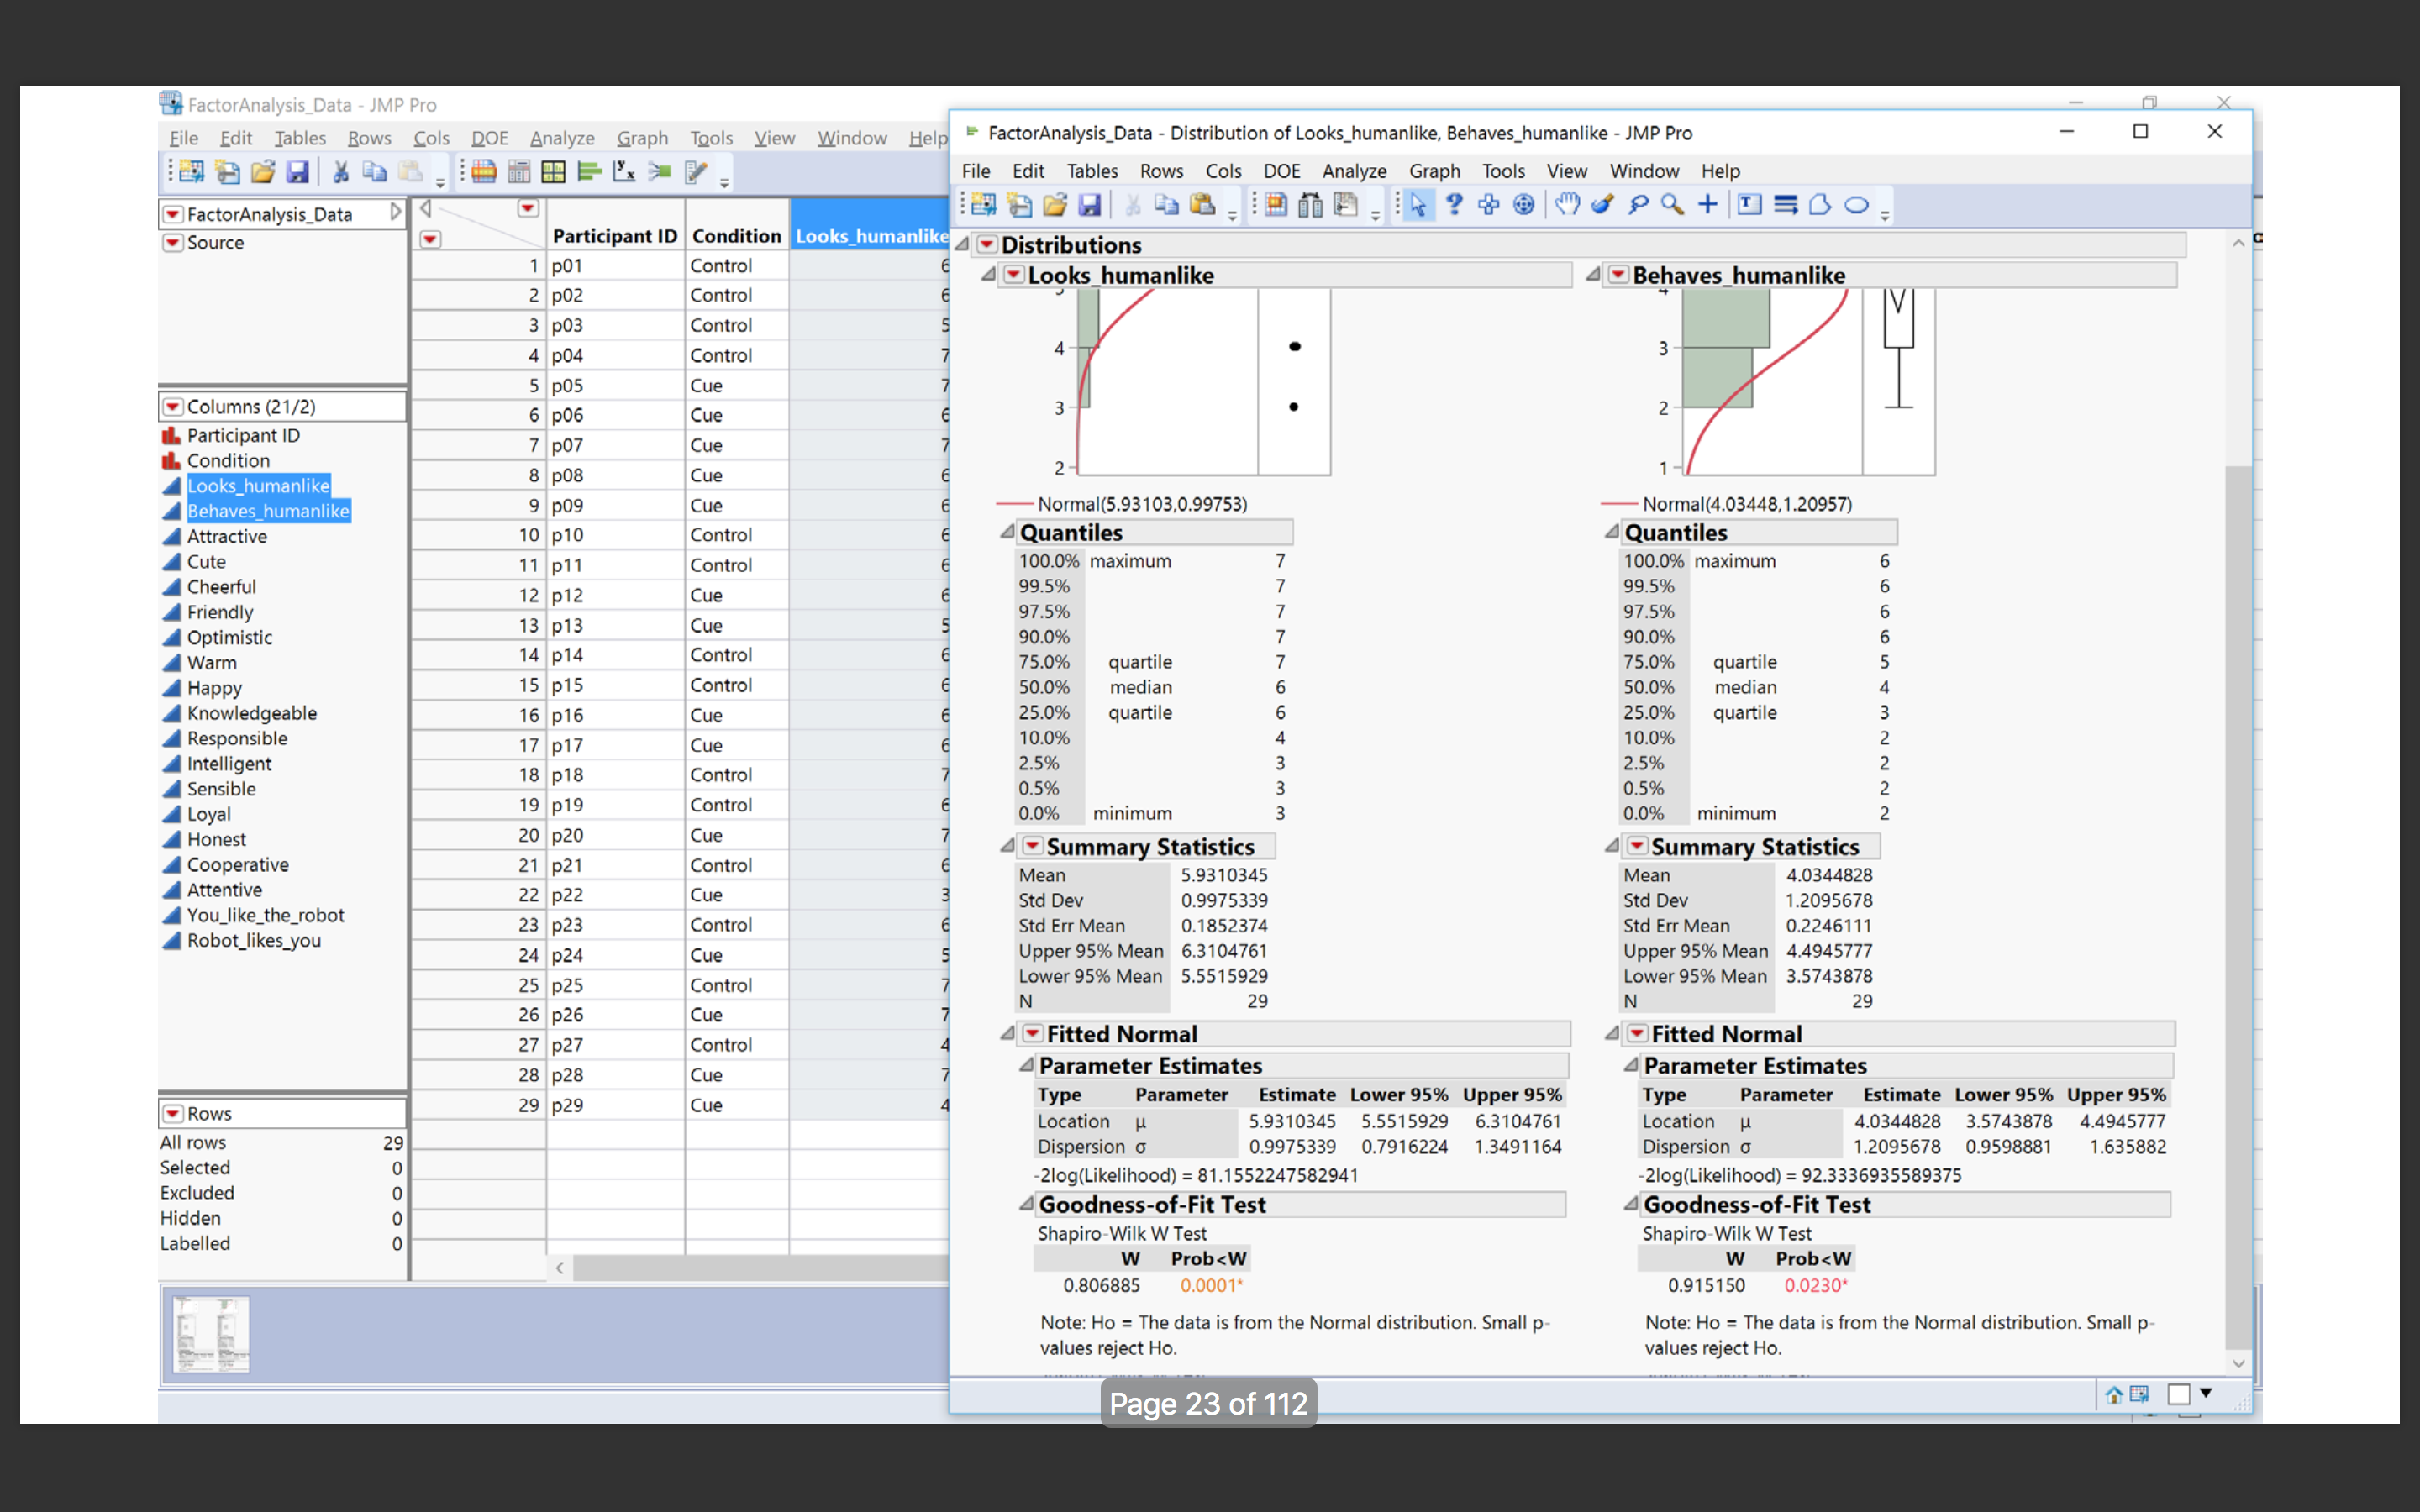 FactorAnalysis_Data - JMP Pro
File Edit Tables Rows Cols DOE Analyze Graph Tools View Window Help
FactorAnalysis_Data
Source
Columns (21/2)
Participant ID
Condition
Looks_humanlike
Behaves_humanlike
Attractive
Cute
Cheerful
Friendly
Optimistic
Warm
Happy
Knowledgeable
Responsible
Intelligent
Sensible
Loyal
Honest
Cooperative
Attentive
You_like_the_robot
Robot_likes_you
Rows
All rows 29
Selected 0
Excluded 0
Hidden 0
Labelled 0
Participant ID Condition Looks_humanlike
1 p01 Control 6
2 p02 Control 6
3 p03 Control 5
4 p04 Control 7
5 p05 Cue 7
6 p06 Cue 6
7 p07 Cue 7
8 p08 Cue 6
9 p09 Cue 6
10 p10 Control 6
11 p11 Control 6
12 p12 Cue 6
13 p13 Cue 5
14 p14 Control 6
15 p15 Control 6
16 p16 Cue 6
17 p17 Cue 6
18 p18 Control 7
19 p19 Control 6
20 p20 Cue 7
21 p21 Control 6
22 p22 Cue 3
23 p23 Control 6
24 p24 Cue 5
25 p25 Control 7
26 p26 Cue 7
27 p27 Control 4
28 p28 Cue 7
29 p29 Cue 4
FactorAnalysis_Data - Distribution of Looks_humanlike, Behaves_humanlike - JMP Pro
File Edit Tables Rows Cols DOE Analyze Graph Tools View Window Help
Distributions
Looks_humanlike
4
3
2
Normal(5.93103,0.99753)
Quantiles
100.0% maximum 7
99.5% 7
97.5% 7
90.0% 7
75.0% quartile 7
50.0% median 6
25.0% quartile 6
10.0% 4
2.5% 3
0.5% 3
0.0% minimum 3
Summary Statistics
Mean 5.9310345
Std Dev 0.9975339
Std Err Mean 0.1852374
Upper 95% Mean 6.3104761
Lower 95% Mean 5.5515929
N 29
Fitted Normal
Parameter Estimates
Type Parameter Estimate Lower 95% Upper 95%
Location μ 5.9310345 5.5515929 6.3104761
Dispersion σ 0.9975339 0.7916224 1.3491164
-2log(Likelihood) = 81.1552247582941
Goodness-of-Fit Test
Shapiro-Wilk W Test
W Prob<W
0.806885 0.0001*
Note: Ho = The data is from the Normal distribution. Small p-
values reject Ho.
Behaves_humanlike
4
3
2
1
Normal(4.03448,1.20957)
Quantiles
100.0% maximum 6
99.5% 6
97.5% 6
90.0% 6
75.0% quartile 5
50.0% median 4
25.0% quartile 3
10.0% 2
2.5% 2
0.5% 2
0.0% minimum 2
Summary Statistics
Mean 4.0344828
Std Dev 1.2095678
Std Err Mean 0.2246111
Upper 95% Mean 4.4945777
Lower 95% Mean 3.5743878
N 29
Fitted Normal
Parameter Estimates
Type Parameter Estimate Lower 95% Upper 95%
Location μ 4.0344828 3.5743878 4.4945777
Dispersion σ 1.2095678 0.9598881 1.635882
-2log(Likelihood) = 92.3336935589375
Goodness-of-Fit Test
Shapiro-Wilk W Test
W Prob<W
0.915150 0.0230*
Note: Ho = The data is from the Normal distribution. Small p-
values reject Ho.
Page 23 of 112